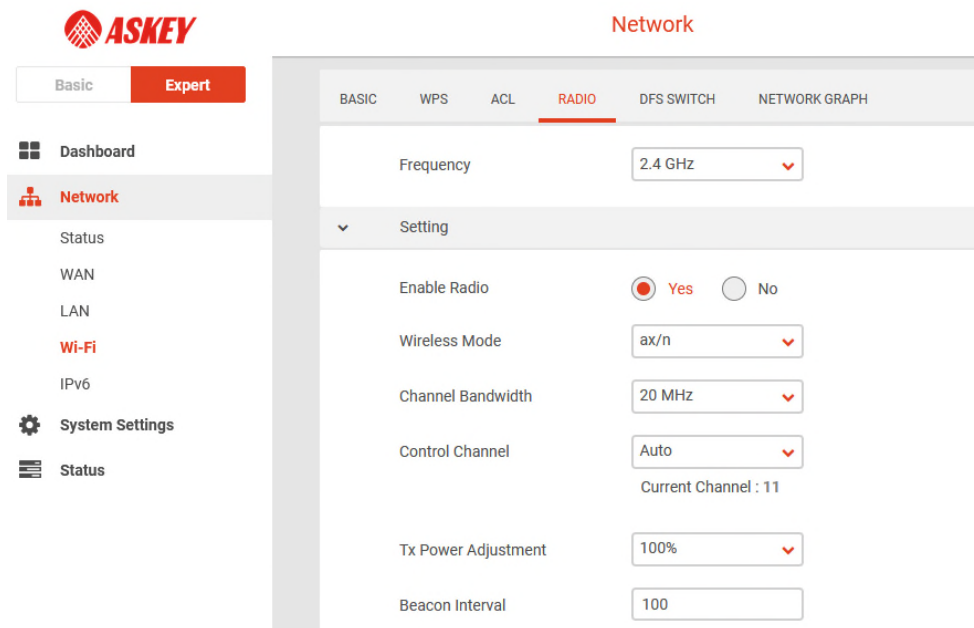 ASKEY
Network
Basic Expert
BASIC WPS ACL RADIO DFS SWITCH NETWORK GRAPH
Dashboard
Network
Status
WAN
LAN
Wi-Fi
IPv6
System Settings
Status
Frequency 2.4 GHz
Setting
Enable Radio Yes No
Wireless Mode ax/n
Channel Bandwidth 20 MHz
Control Channel Auto
Current Channel : 11
Tx Power Adjustment 100%
Beacon Interval 100